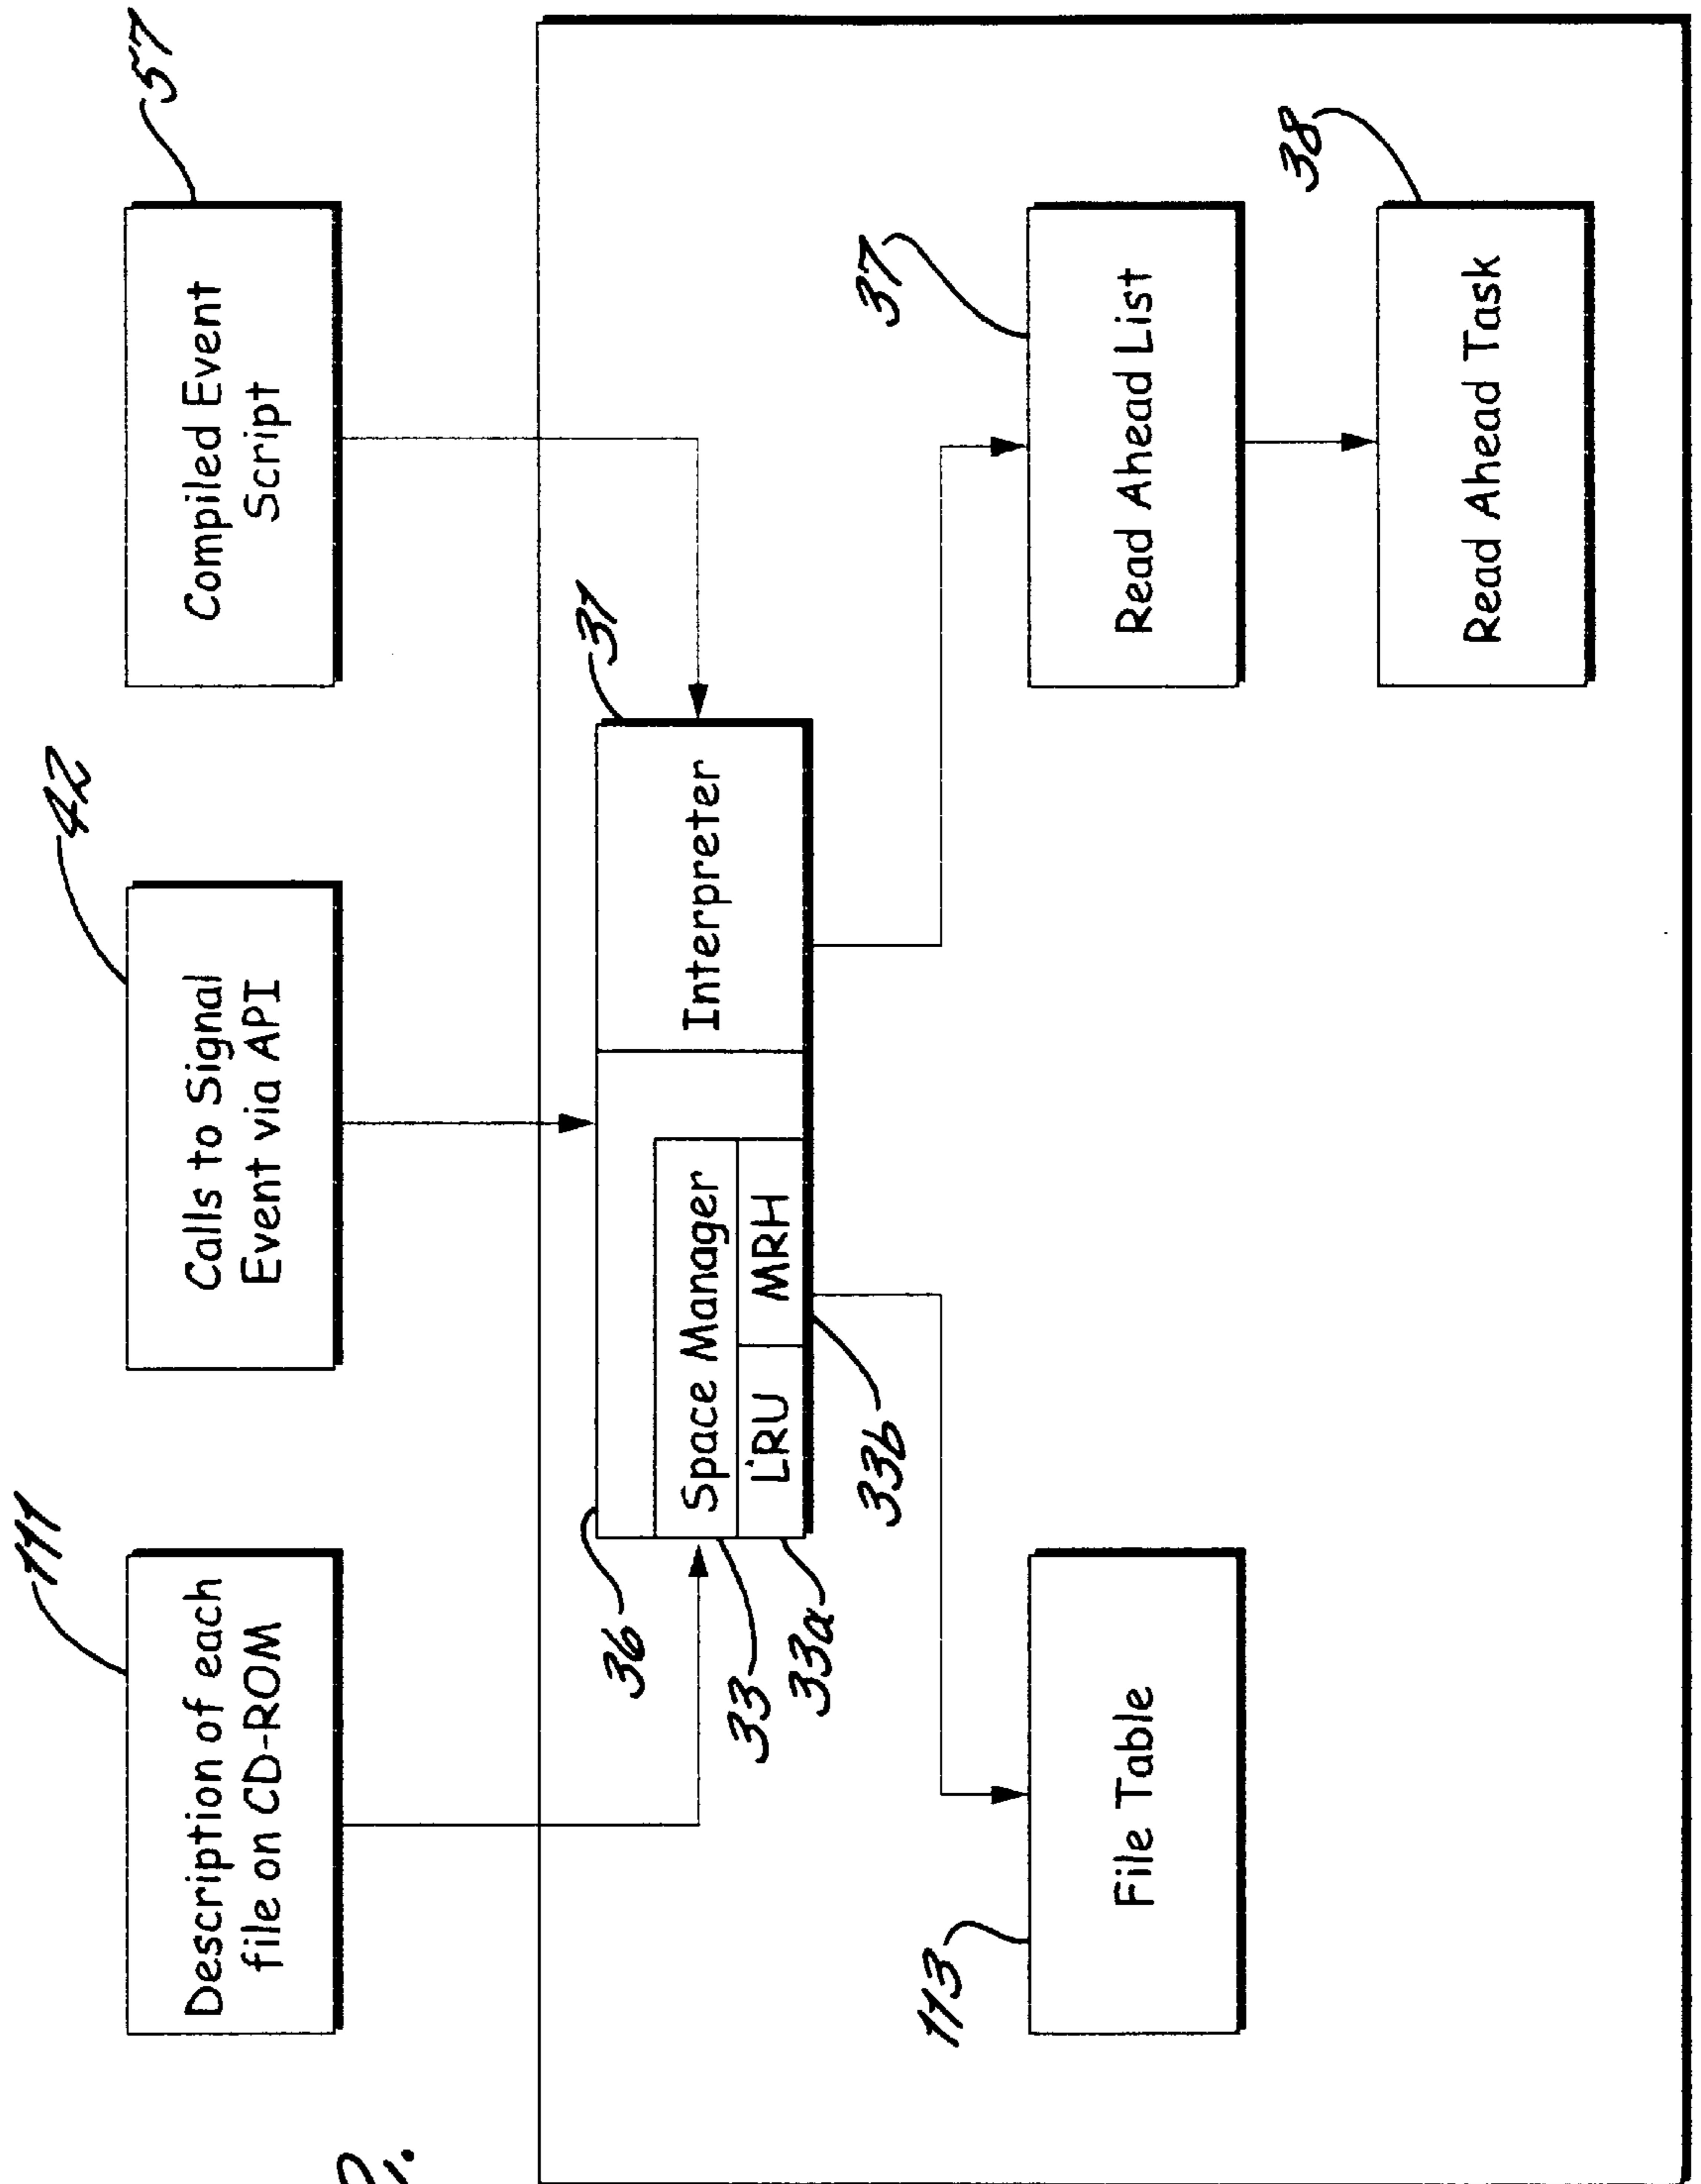 111
Description of each
file on CD-ROM
42
Calls to Signal
Event via API
57
Compiled Event
Script
36
31
Interpreter
33
Space Manager
33a
LRU
33b
MRH
113
File Table
37
Read Ahead List
38
Read Ahead Task